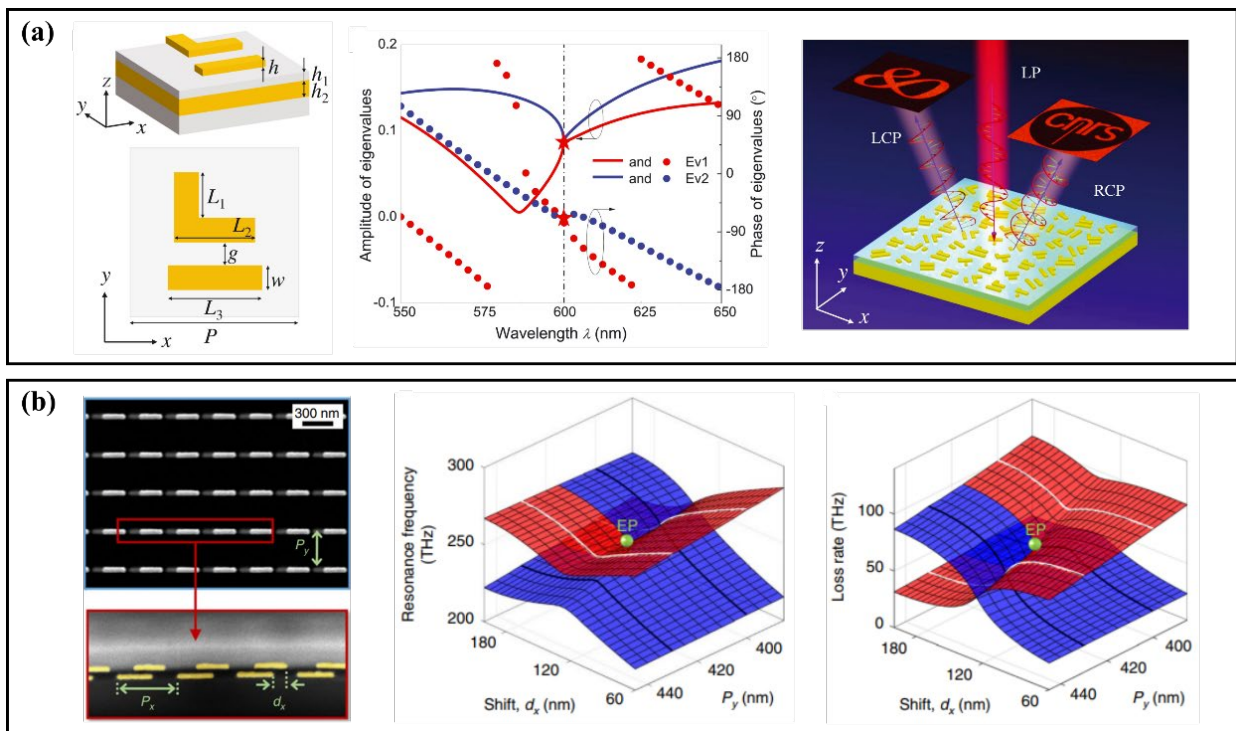 (a)
h
h1
h2
z
y
x
L1
L2
g
w
L3
P
y
x
Amplitude of eigenvalues
0.2
0.1
0.0
-0.1
and Ev1
and Ev2
180
90
0
-90
-180
Phase of eigenvalues (°)
550 575 600 625 650
Wavelength λ (nm)
LP
LCP
RCP
cnrs
z
y
x
(b)
300 nm
Py
Px
dx
Resonance frequency
(THz)
300
250
200
EP
180
120
60
Shift, dx (nm)
400
420
440
Py (nm)
Loss rate (THz)
100
50
0
EP
180
120
60
Shift, dx (nm)
400
420
440
Py (nm)